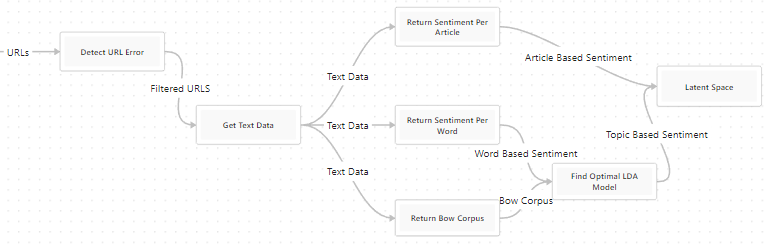 URLs
Detect URL Error
Filtered URLS
Get Text Data
Text Data
Text Data
Text Data
Return Sentiment Per
Article
Return Sentiment Per
Word
Return Bow Corpus
Article Based Sentiment
Word Based Sentiment
Bow Corpus
Find Optimal LDA
Model
Topic Based Sentiment
Latent Space